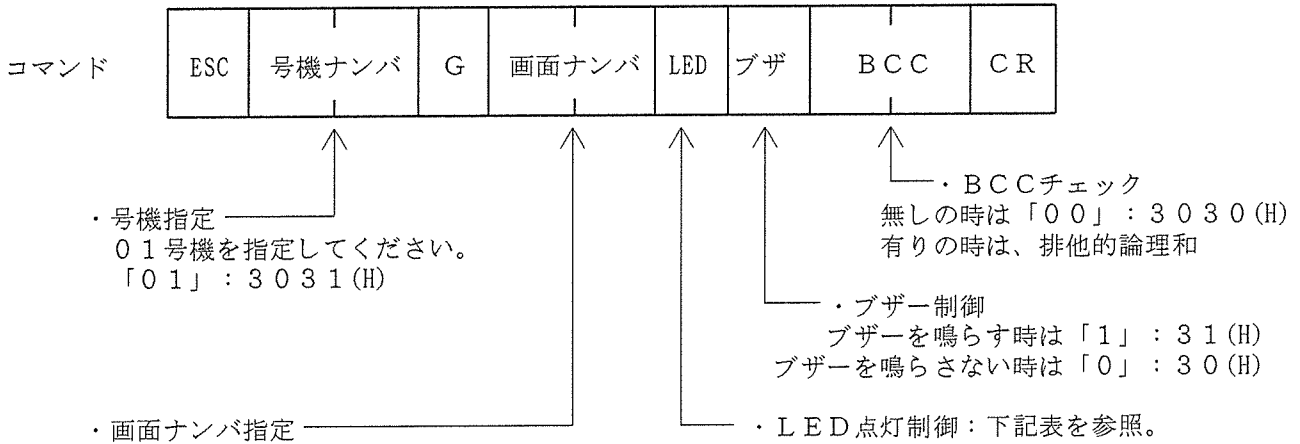 コマンド ESC 号機ナンバ G 画面ナンバ LED ブザ BCC CR
・BCCチェック
無しの時は「00」:3030(H)
有りの時は、排他的論理和
・号機指定
01号機を指定してください。
「01」:3031(H)
・ブザー制御
ブザーを鳴らす時は「1」:31(H)
ブザーを鳴らさない時は「0」:30(H)
・画面ナンバ指定
・LED点灯制御:下記表を参照。